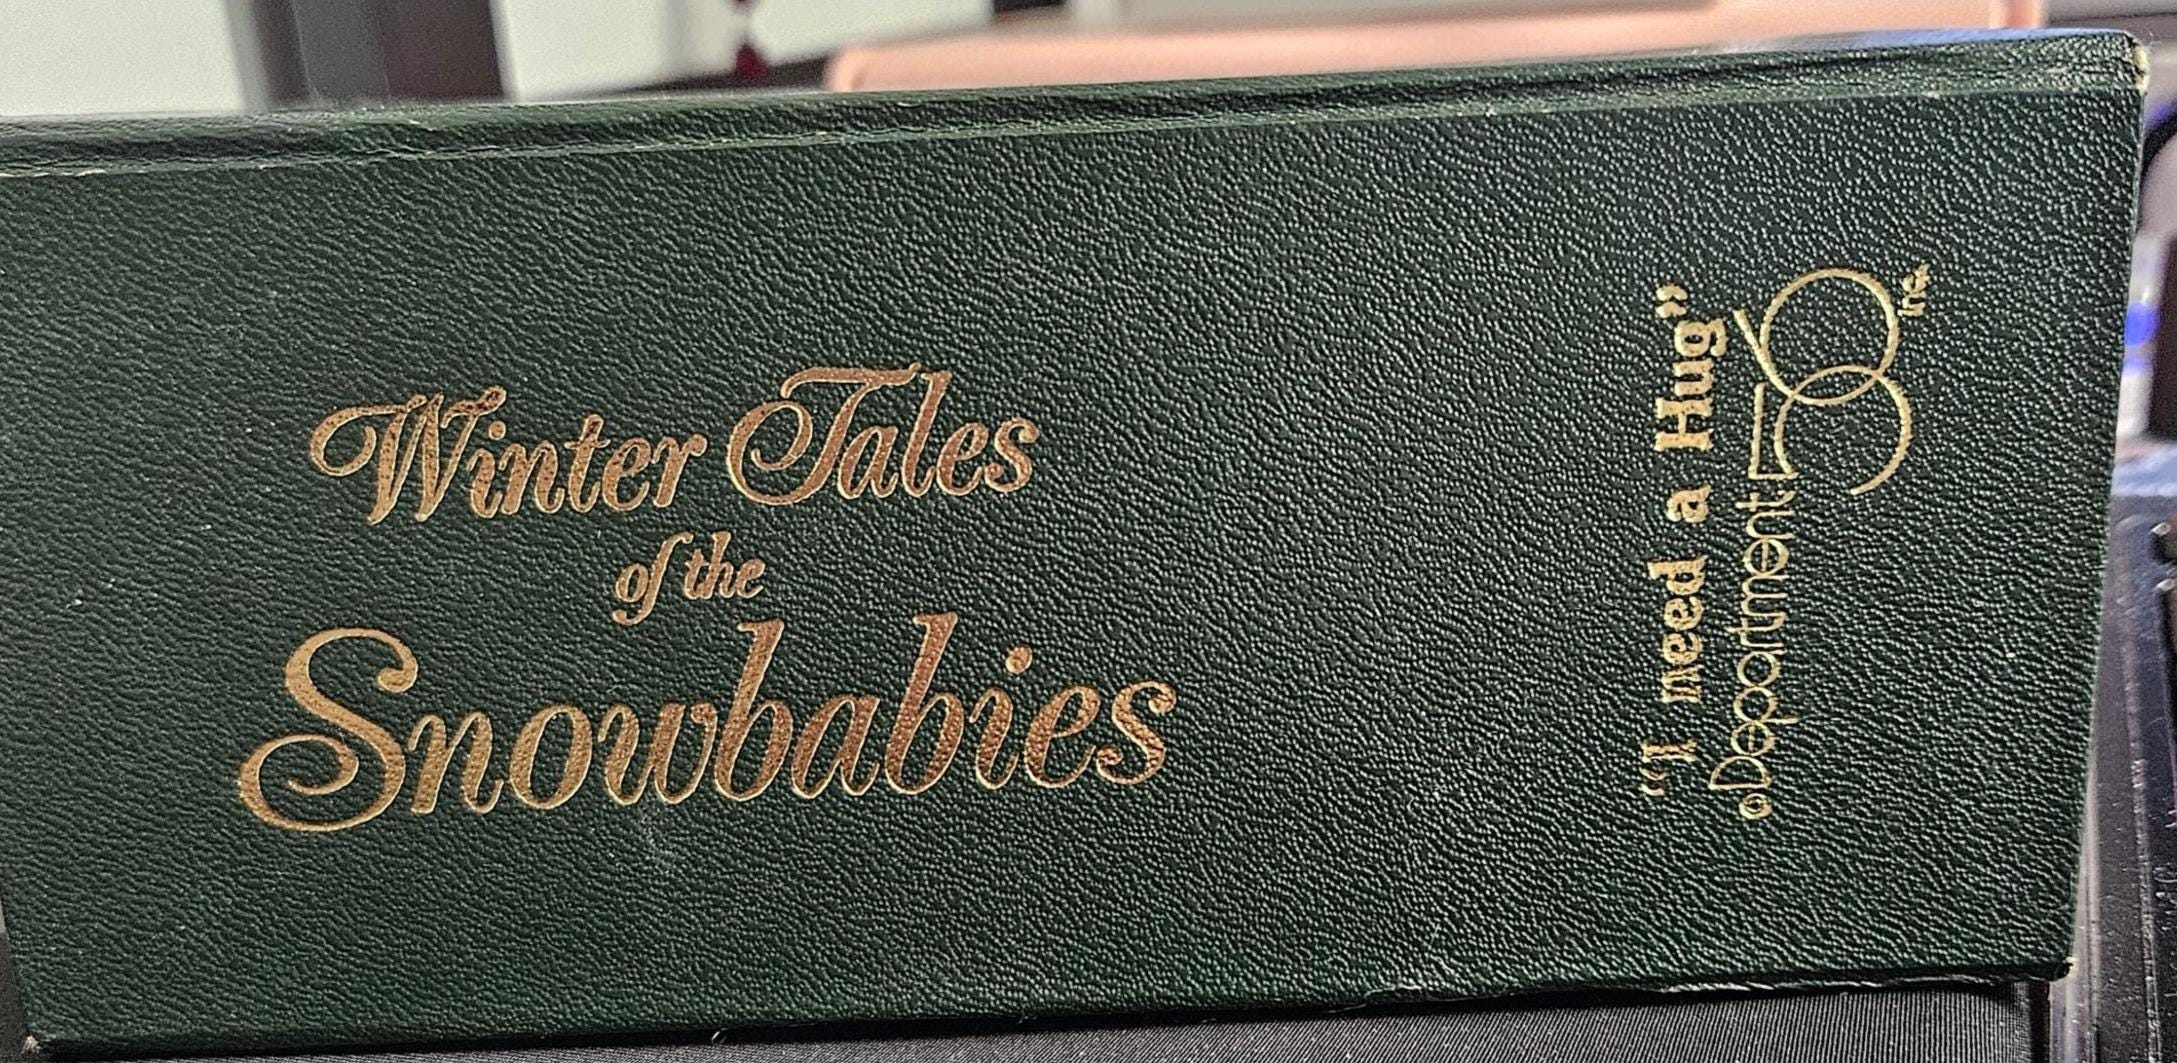 Winter Tales
of the
Snowbabies
“I need a Hug”
Department 56
Inc.